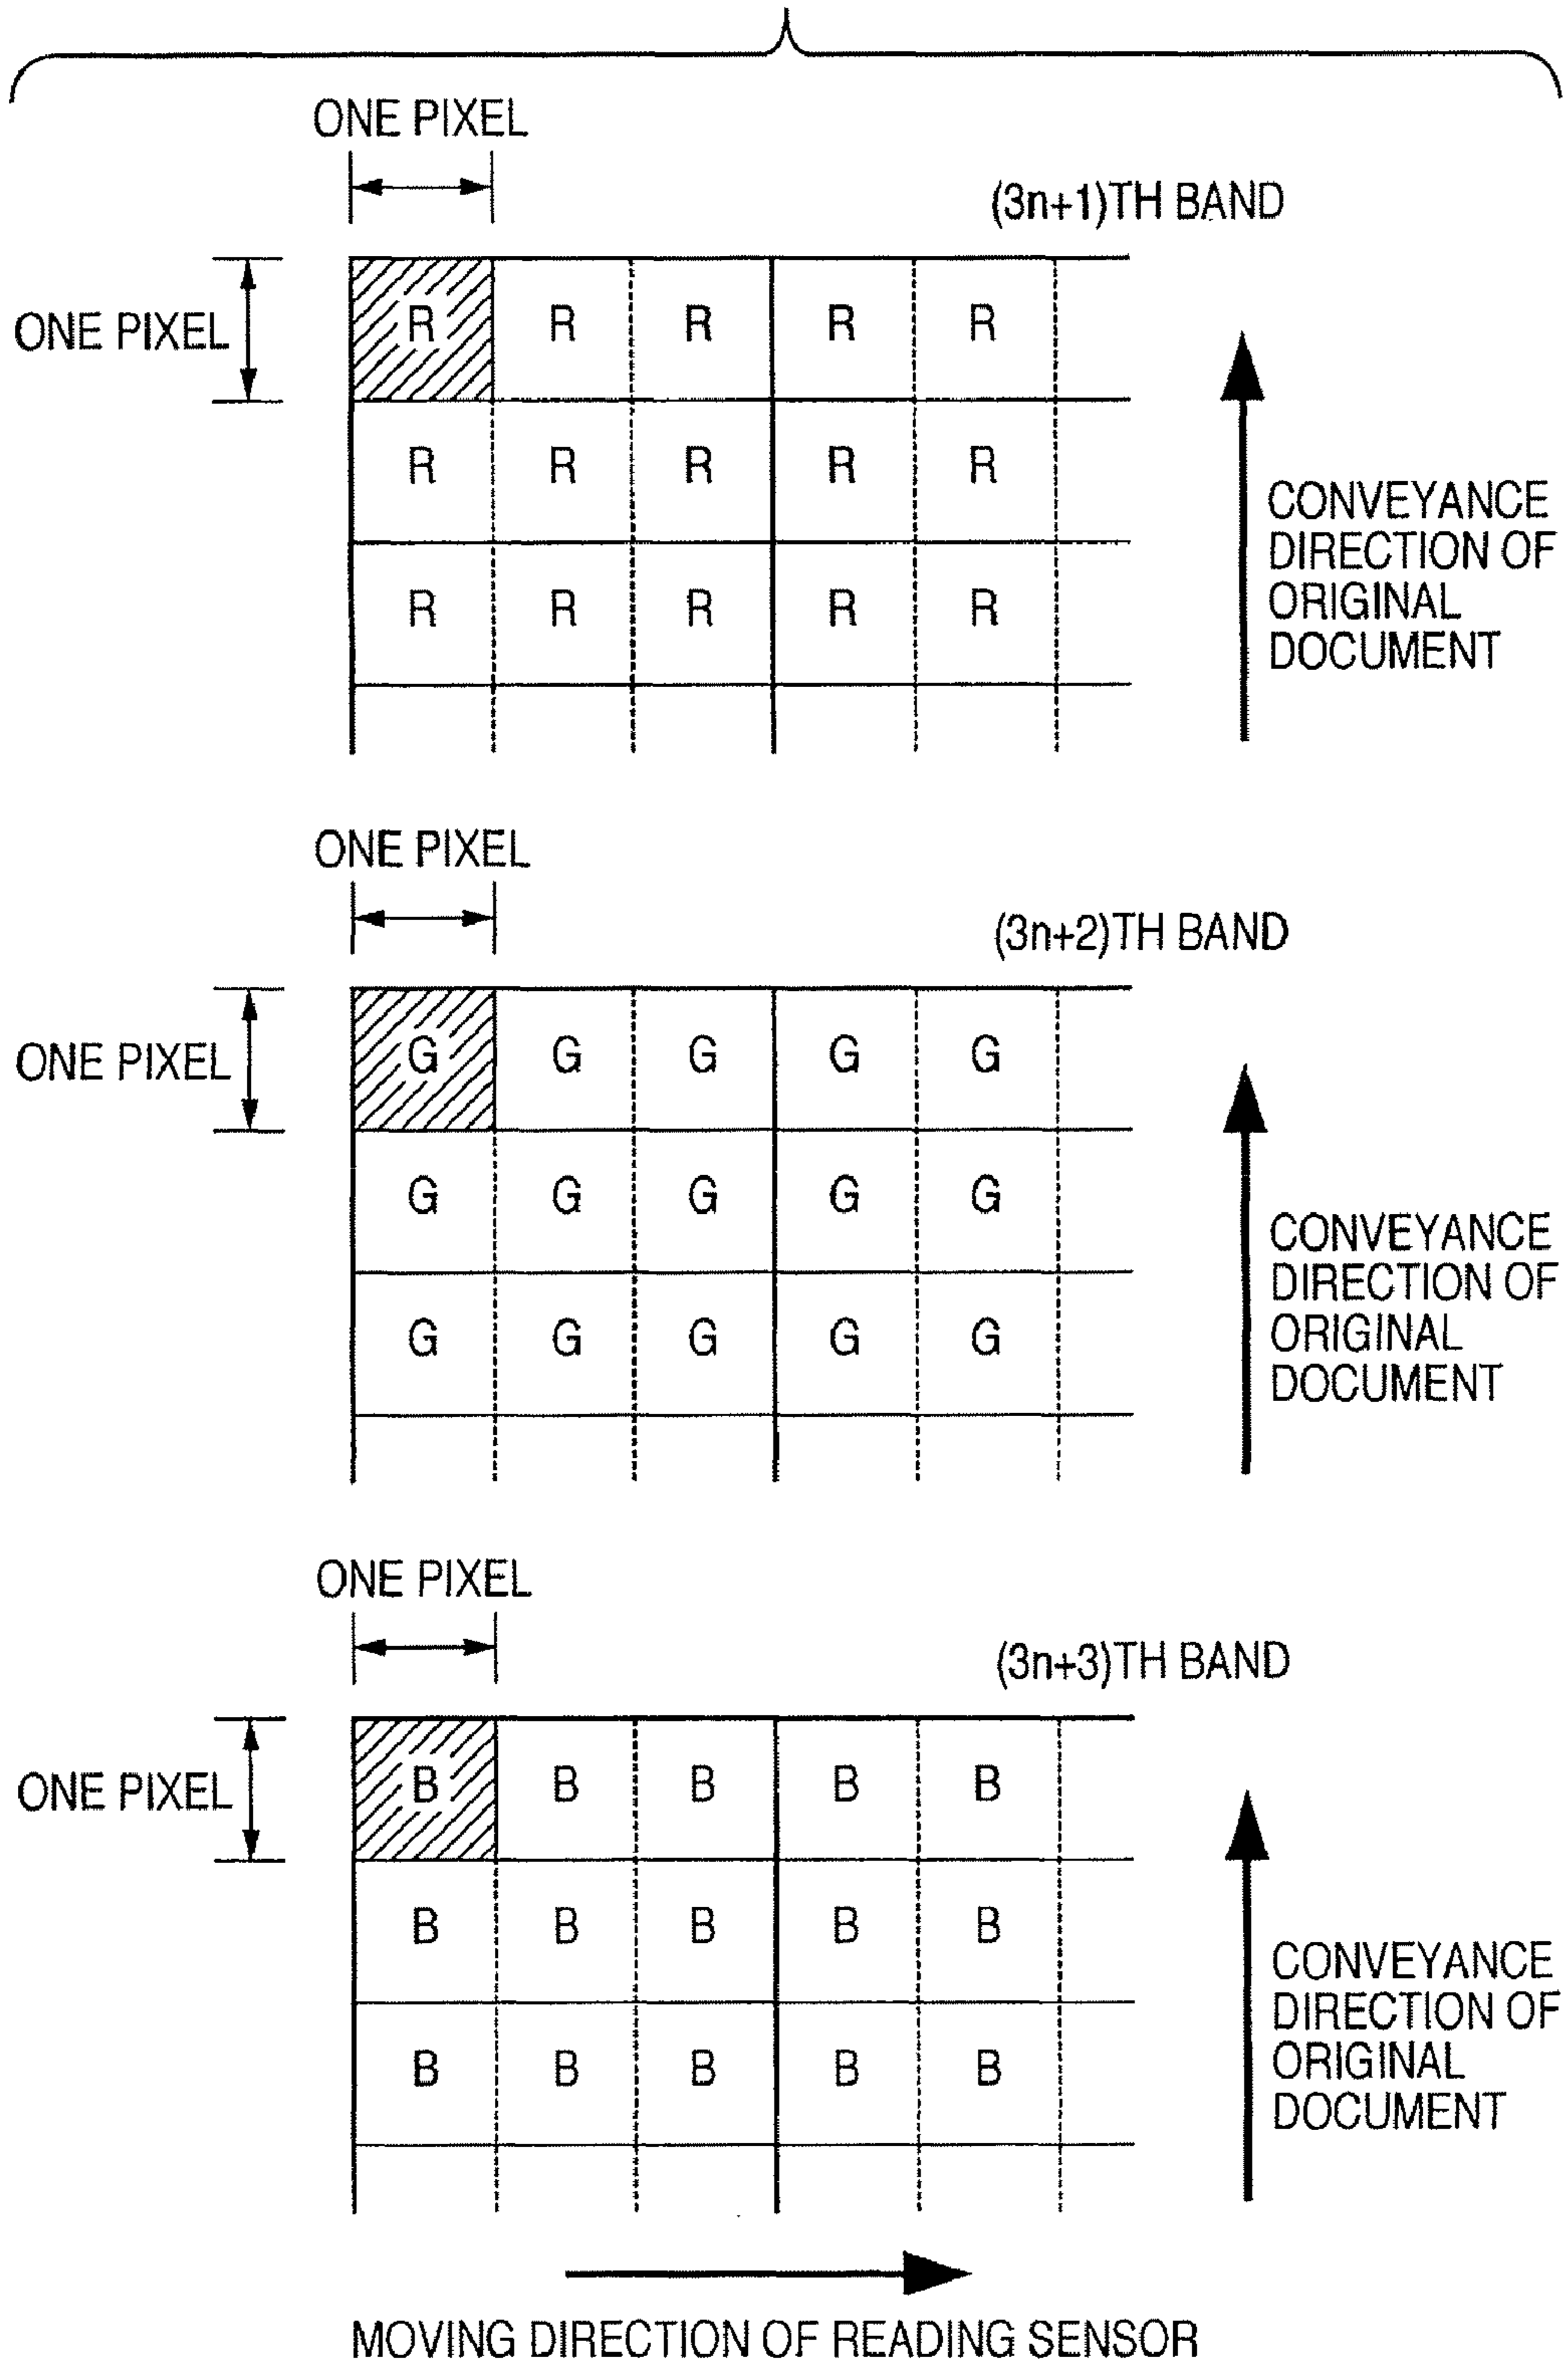 ONE PIXEL
(3n+1)TH BAND
ONE PIXEL
R R R R R
R R R R R
R R R R R
CONVEYANCE
DIRECTION OF
ORIGINAL
DOCUMENT
ONE PIXEL
(3n+2)TH BAND
ONE PIXEL
G G G G G
G G G G G
G G G G G
CONVEYANCE
DIRECTION OF
ORIGINAL
DOCUMENT
ONE PIXEL
(3n+3)TH BAND
ONE PIXEL
B B B B B
B B B B B
B B B B B
CONVEYANCE
DIRECTION OF
ORIGINAL
DOCUMENT
MOVING DIRECTION OF READING SENSOR